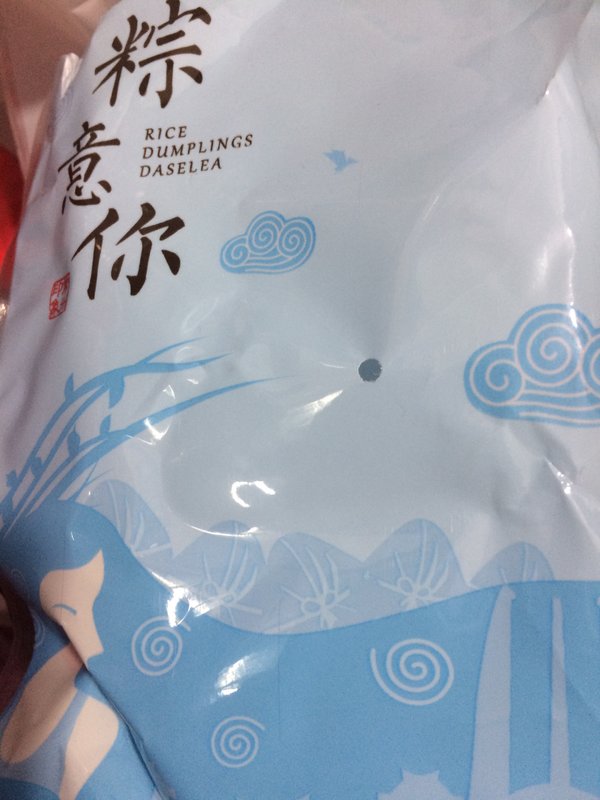 粽
意
你
RICE
DUMPLINGS
DASELEA